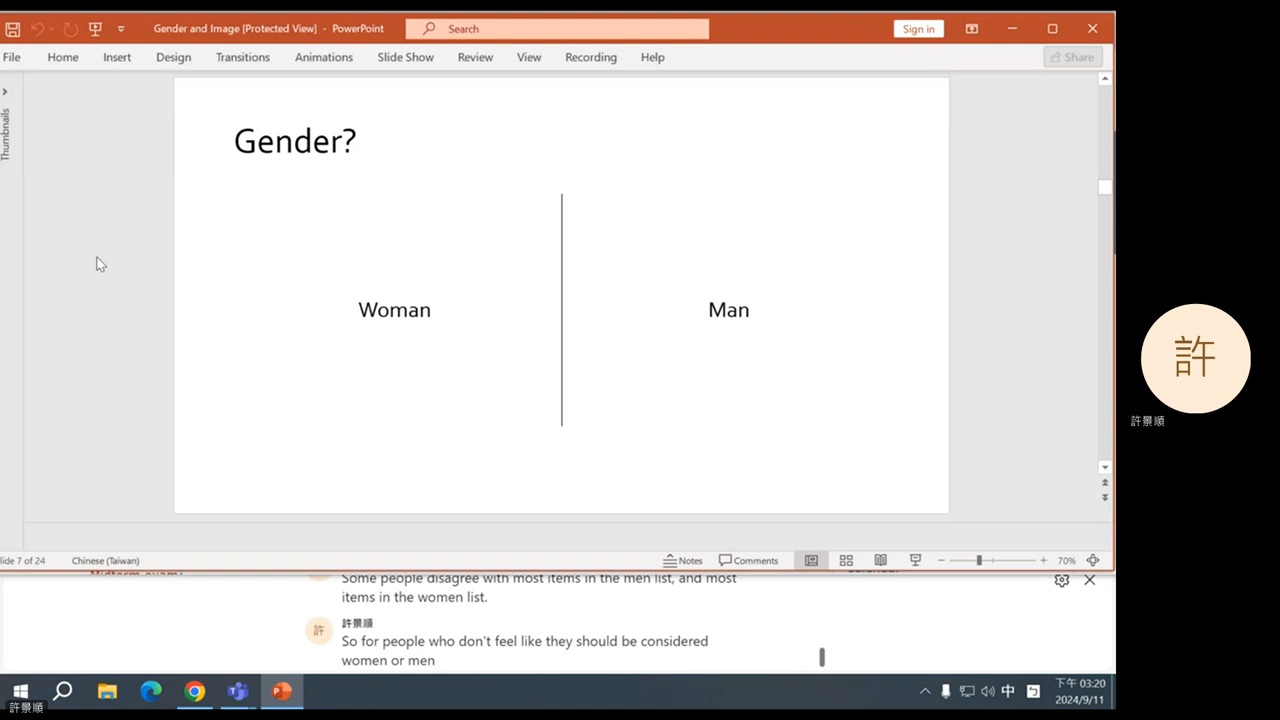 Gender and Image [Protected View] - PowerPoint
Search
Sign in
File Home Insert Design Transitions Animations Slide Show Review View Recording Help
Share
Thumbnails
Gender?
Woman
Man
lide 7 of 24
Chinese (Taiwan)
Notes
Comments
70%
Some people disagree with most items in the men list, and most
items in the women list.
許景順
許
So for people who don't feel like they should be considered
women or men
中
下午 03:20
2024/9/11
許景順
許
許景順